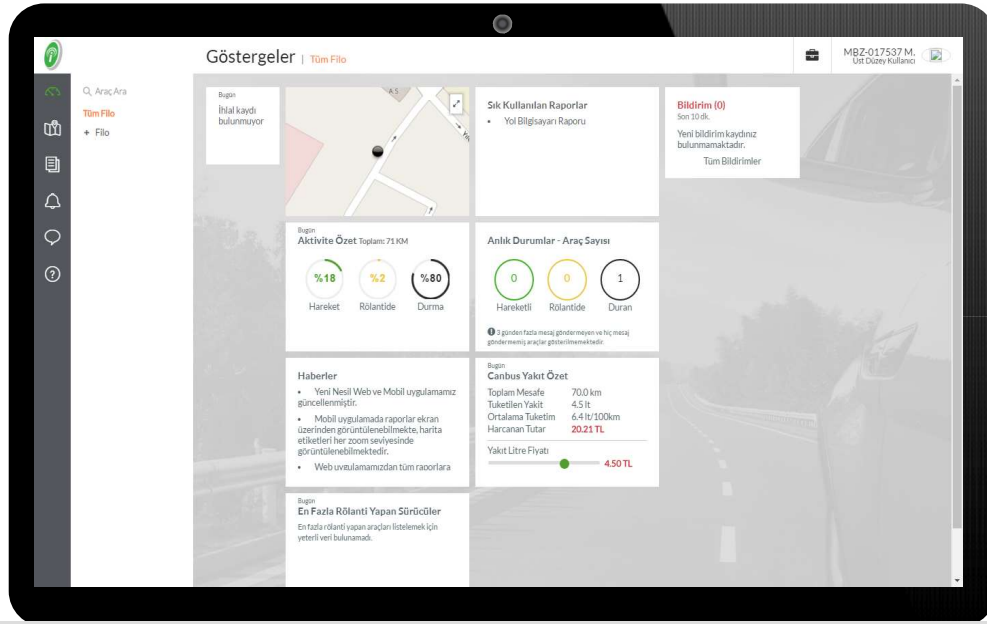 Göstergeler | Tüm Filo
MBZ-017537 M.
Üst Düzey Kullanıcı
Araç Ara
Tüm Filo
+ Filo
Bugün
İhlal kaydı
bulunmuyor
A 5
Sık Kullanılan Raporlar
• Yol Bilgisayarı Raporu
Bildirim (0)
Son 10 dk.
Yeni bildirim kaydınız
bulunmamaktadır.
Tüm Bildirimler
Bugün
Aktivite Özet Toplam: 71 KM
%18
%2
%80
Hareket
Rölantide
Durma
Anlık Durumlar - Araç Sayısı
0
0
1
Hareketli
Rölantide
Duran
3 günden fazla mesaj göndermeyen ve hiç mesaj
göndermemiş araçlar gösterilmemektedir.
Haberler
• Yeni Nesil Web ve Mobil uygulamamız
güncellenmiştir.
• Mobil uygulamada raporlar ekran
üzerinden görüntülenebilmekte, harita
etiketleri her zoom seviyesinde
görüntülenebilmektedir.
• Web uygulamamızdan tüm raporlara
Bugün
Canbus Yakıt Özet
Toplam Mesafe 70.0 km
Tuketilen Yakit 4.5 lt
Ortalama Tuketim 6.4 lt/100km
Harcanan Tutar 20.21 TL
Yakıt Litre Fiyatı
4.50 TL
Bugün
En Fazla Rölanti Yapan Sürücüler
En fazla rölanti yapan araçları listelemek için
yeterli veri bulunamadı.